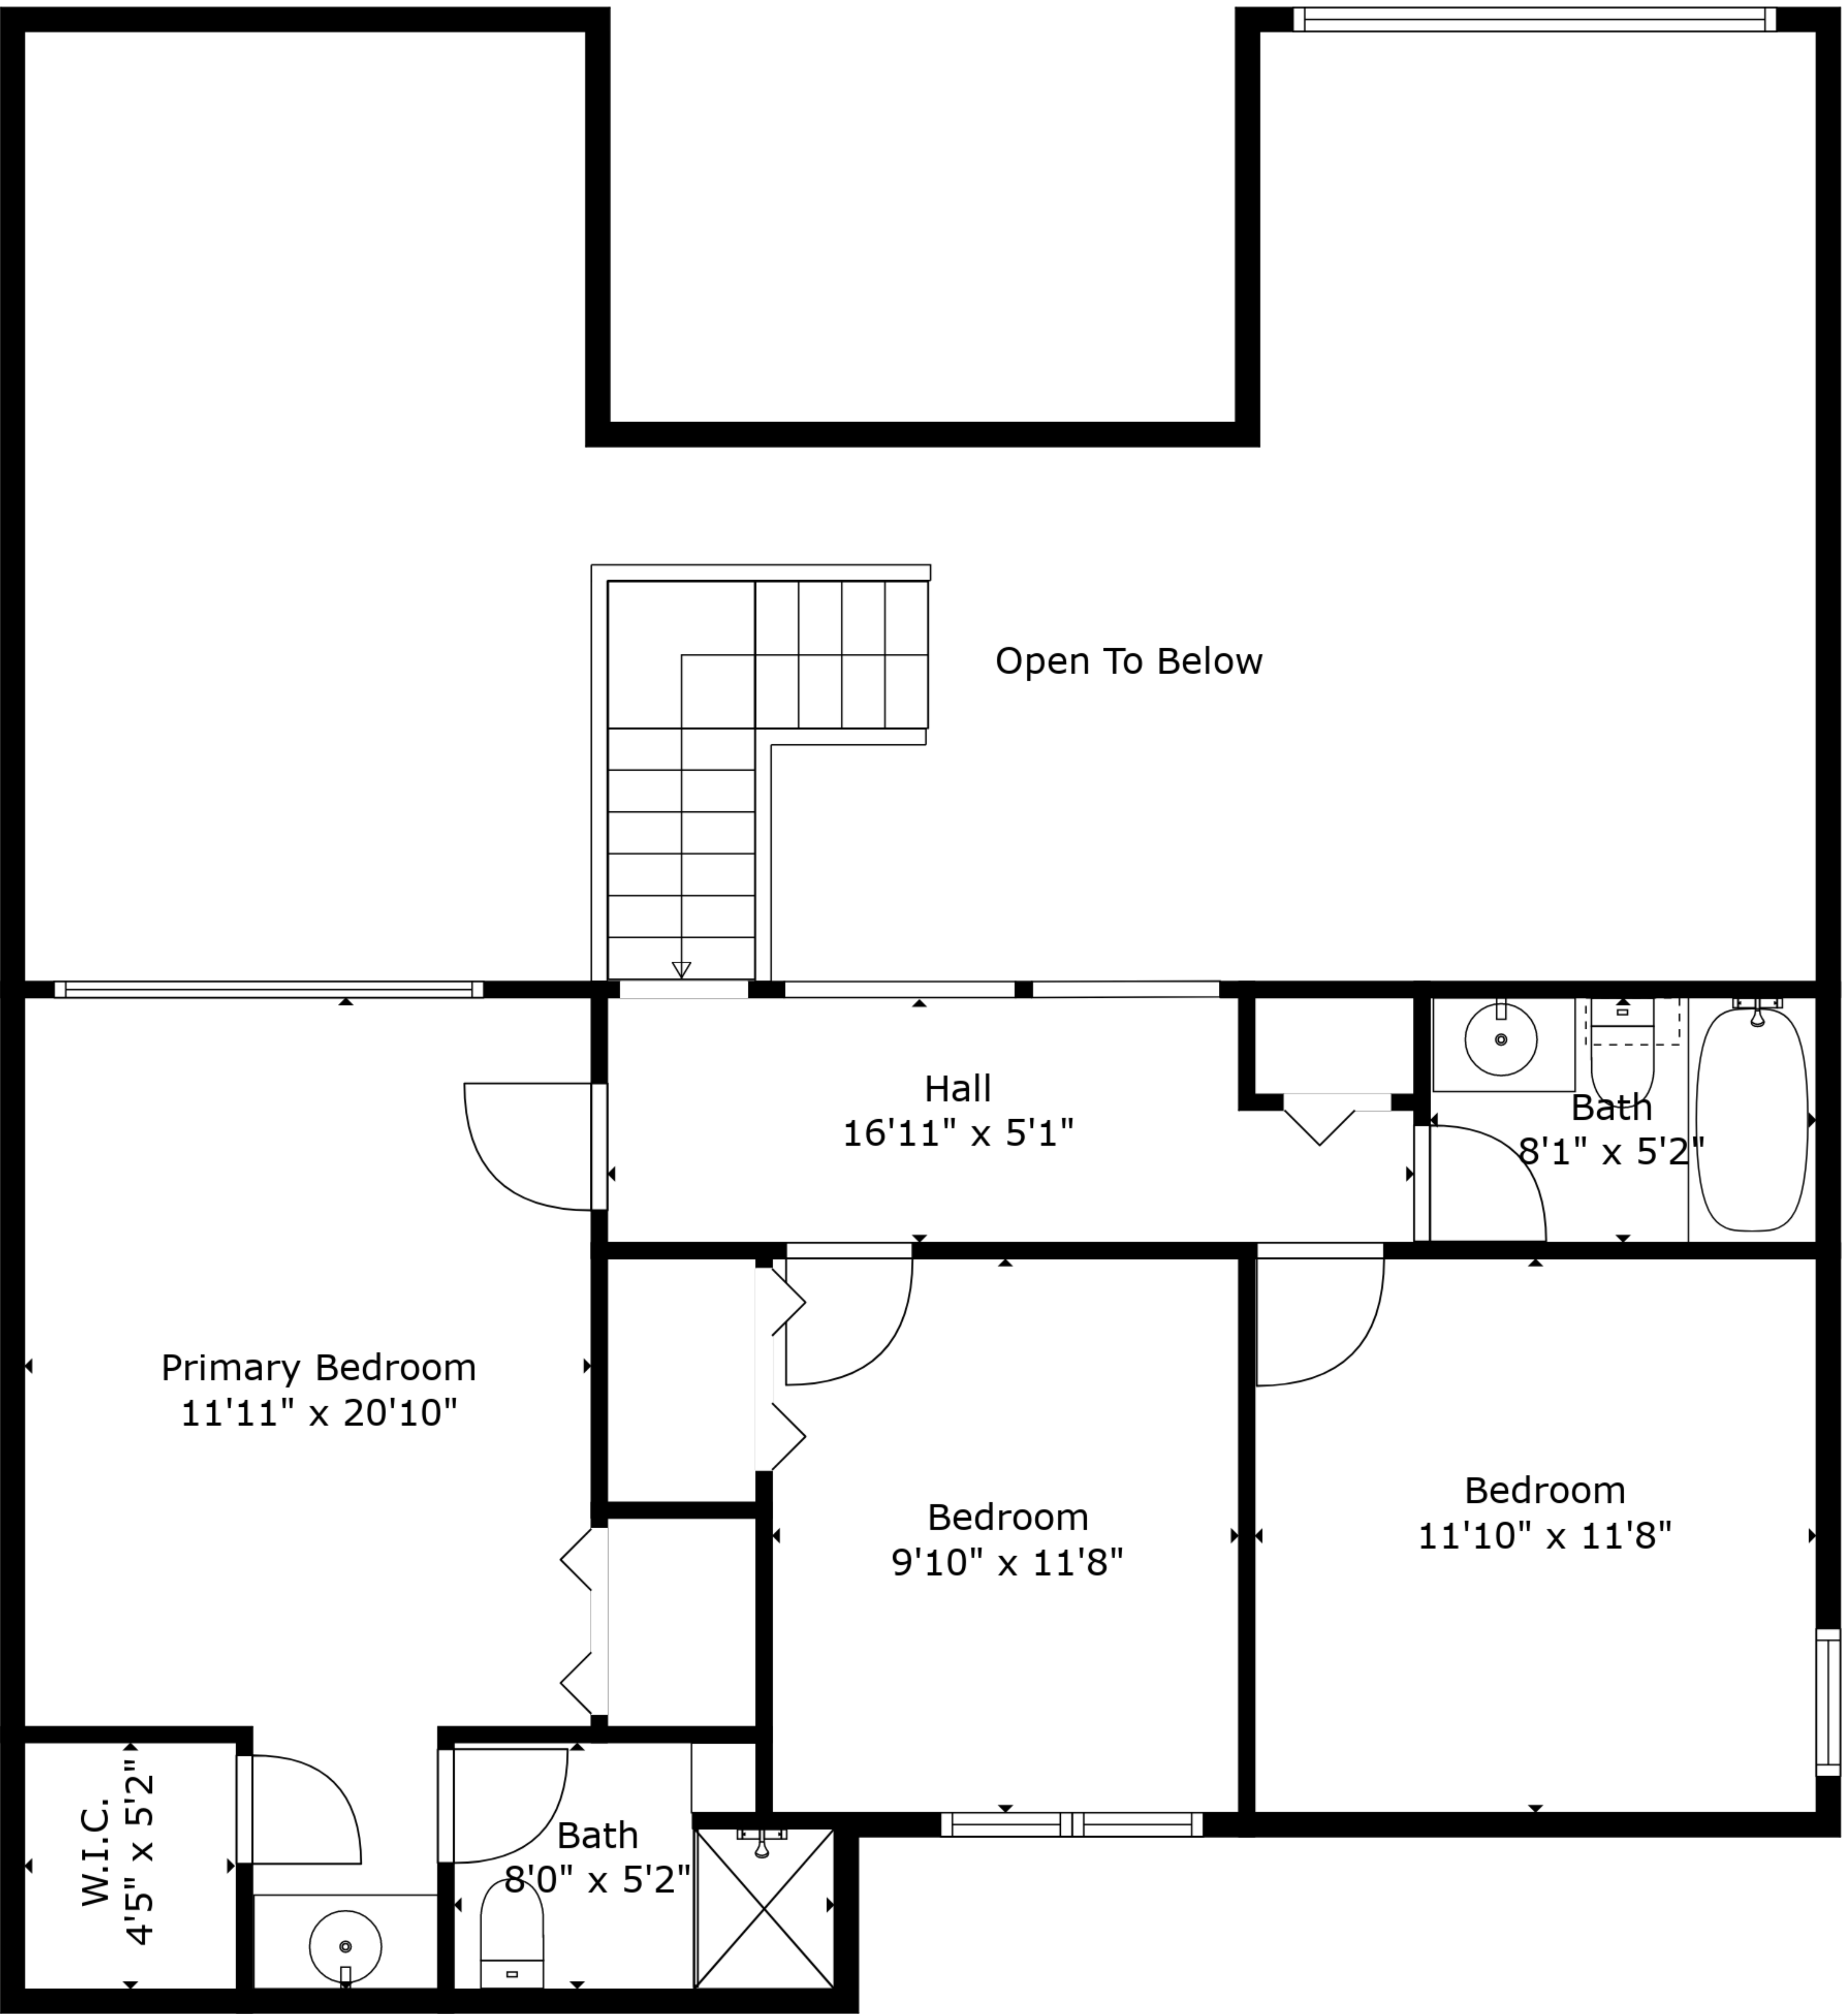 Open To Below
Hall
16'11" x 5'1"
Bath
8'1" x 5'2"
Primary Bedroom
11'11" x 20'10"
Bedroom
9'10" x 11'8"
Bedroom
11'10" x 11'8"
W.I.C.
4'5" x 5'2"
Bath
8'0" x 5'2"